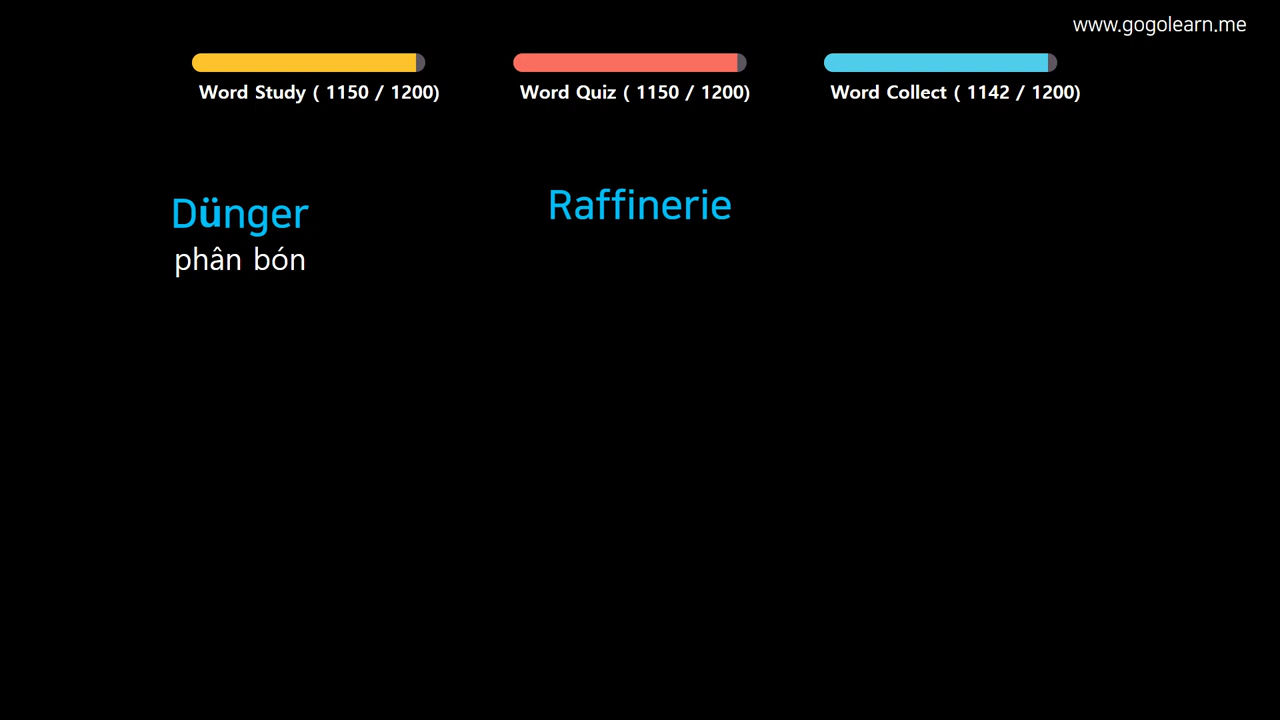 www.gogolearn.me
Word Study ( 1150 / 1200)
Word Quiz ( 1150 / 1200)
Word Collect ( 1142 / 1200)
Dünger
phân bón
Raffinerie